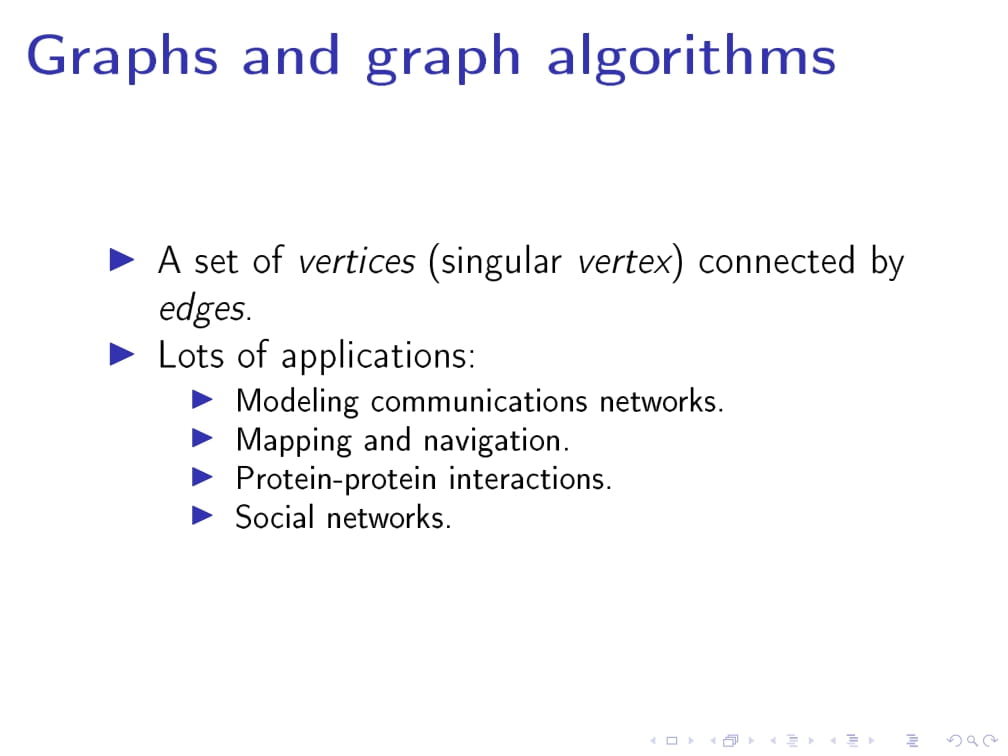 Graphs and graph algorithms
A set of vertices (singular vertex) connected by
edges.
Lots of applications:
Modeling communications networks.
Mapping and navigation.
Protein-protein interactions.
Social networks.